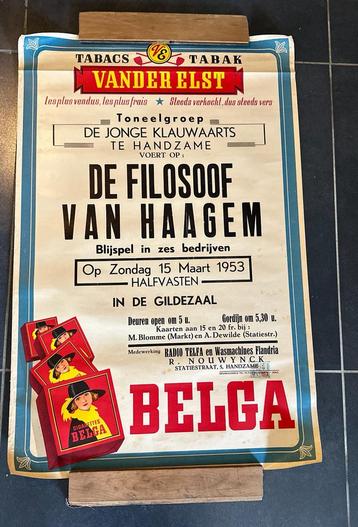 TABACS VE TABAK
VANDER ELST
les plus vendus, les plus frais ★ Steeds verkocht, dus steeds vers
Toneelgroep
DE JONGE KLAUWAARTS
TE HANDZAME
VOERT OP:
DE FILOSOOF
VAN HAAGEM
Blijspel in zes bedrijven
Op Zondag 15 Maart 1953
HALFVASTEN
IN DE GILDEZAAL
Deuren open om 5 u. Gordijn om 5,30 u.
Kaarten aan 15 en 20 fr. bij:
M. Blomme (Markt) en A. Dewilde (Statiestr.)
Medewerking RADIO TELFA en Wasmachines Flandria
R. NOUWYNCK
STATIESTRAAT, 5, HANDZAME
CIGARETTES
BELGA
BELGA